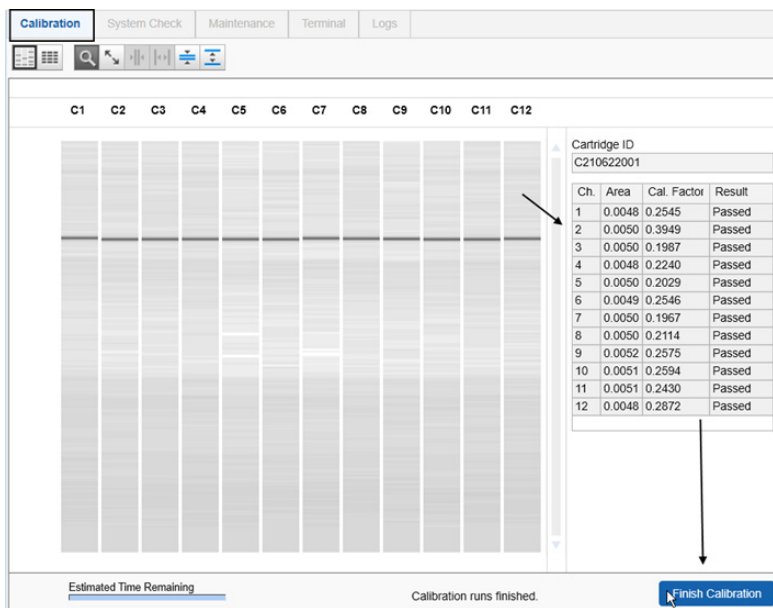 Calibration System Check Maintenance Terminal Logs
C1 C2 C3 C4 C5 C6 C7 C8 C9 C10 C11 C12
Cartridge ID
C210622001
Ch. Area Cal. Factor Result
1 0.0048 0.2545 Passed
2 0.0050 0.3949 Passed
3 0.0050 0.1987 Passed
4 0.0048 0.2240 Passed
5 0.0050 0.2029 Passed
6 0.0049 0.2546 Passed
7 0.0050 0.1967 Passed
8 0.0050 0.2114 Passed
9 0.0052 0.2575 Passed
10 0.0051 0.2594 Passed
11 0.0051 0.2430 Passed
12 0.0048 0.2872 Passed
Estimated Time Remaining
Calibration runs finished.
Finish Calibration